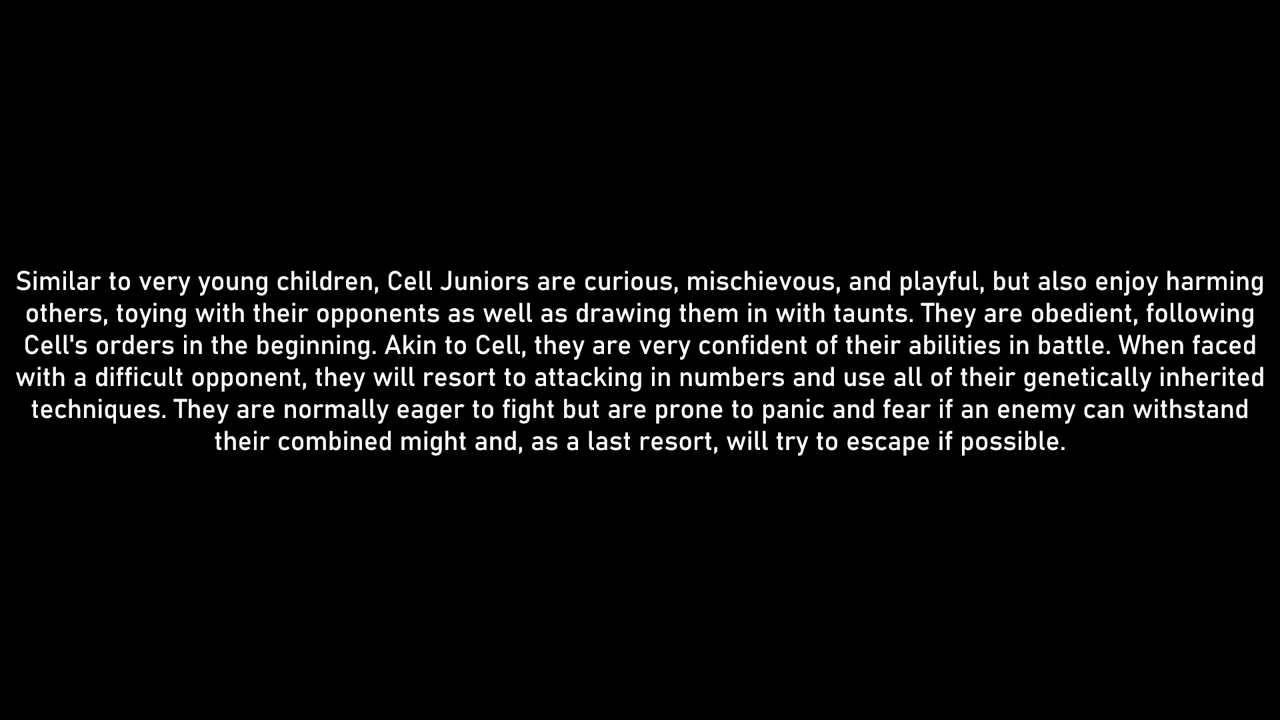 Similar to very young children, Cell Juniors are curious, mischievous, and playful, but also enjoy harming
others, toying with their opponents as well as drawing them in with taunts. They are obedient, following
Cell's orders in the beginning. Akin to Cell, they are very confident of their abilities in battle. When faced
with a difficult opponent, they will resort to attacking in numbers and use all of their genetically inherited
techniques. They are normally eager to fight but are prone to panic and fear if an enemy can withstand
their combined might and, as a last resort, will try to escape if possible.